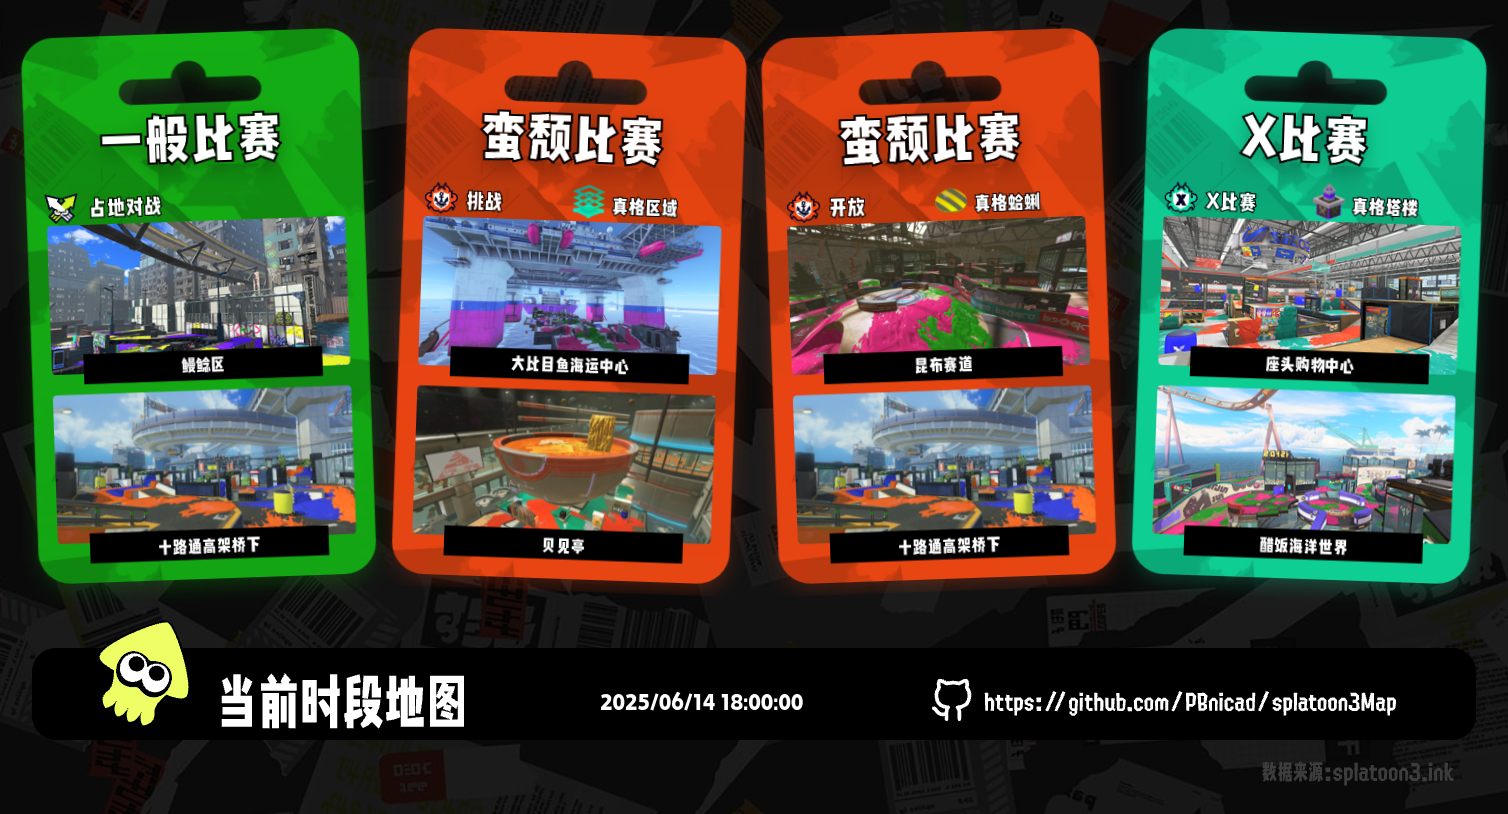 一般比赛
占地对战
鳗鲶区
十路通高架桥下
蛮颓比赛
挑战
真格区域
大比目鱼海运中心
贝见亭
蛮颓比赛
开放
真格蛤蜊
昆布赛道
十路通高架桥下
X比赛
X比赛
真格塔楼
座头购物中心
醋饭海洋世界
当前时段地图
2025/06/14 18:00:00
https://github.com/PBnicad/splatoon3Map
数据来源:splatoon3.ink